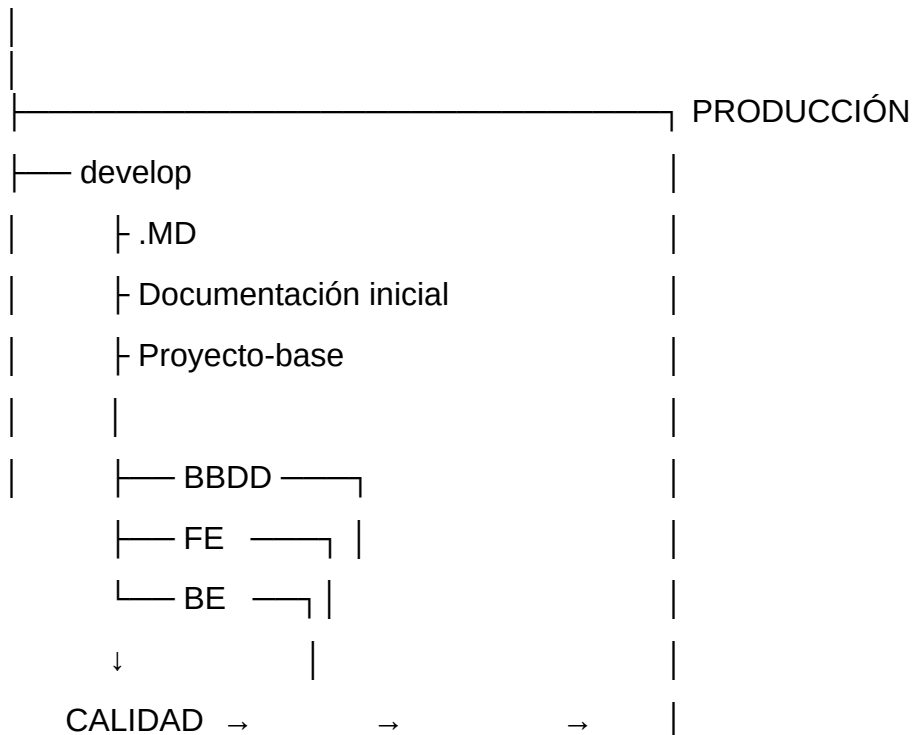 PRODUCCIÓN
develop
.MD
Documentación inicial
Proyecto-base
BBDD
FE
BE
↓
CALIDAD → → →